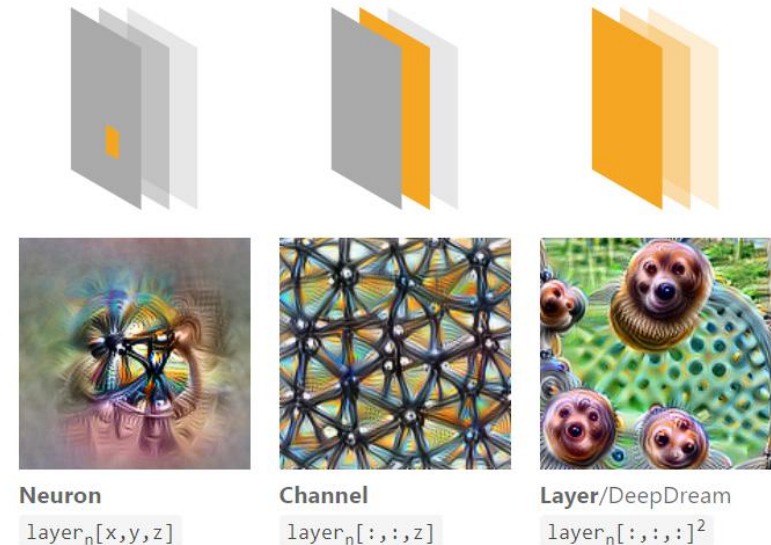 Neuron
layerₙ[x,y,z]
Channel
layerₙ[:,:,z]
Layer/DeepDream
layerₙ[:,:,:]²